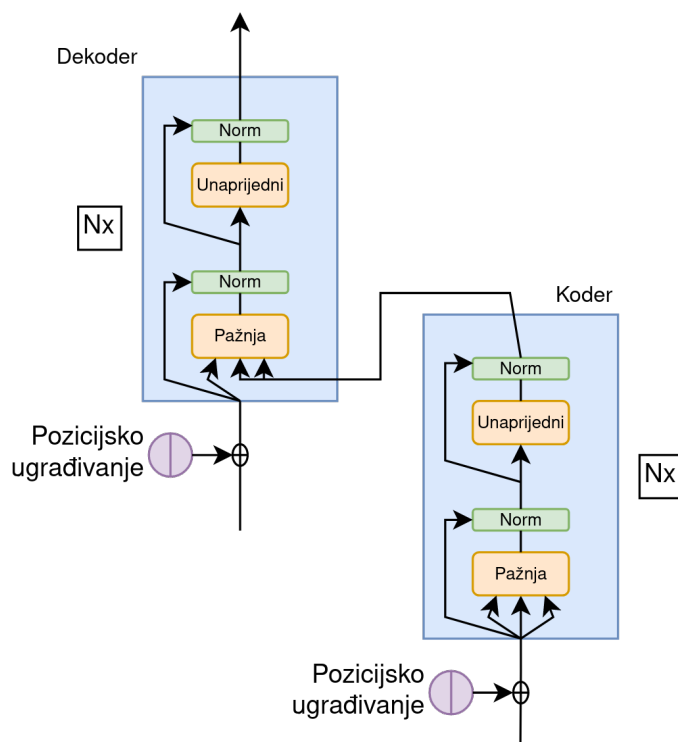 Dekoder
Norm
Unaprijedni
Nx
Norm
Pažnja
Pozicijsko
ugrađivanje
Koder
Norm
Unaprijedni
Nx
Norm
Pažnja
Pozicijsko
ugrađivanje